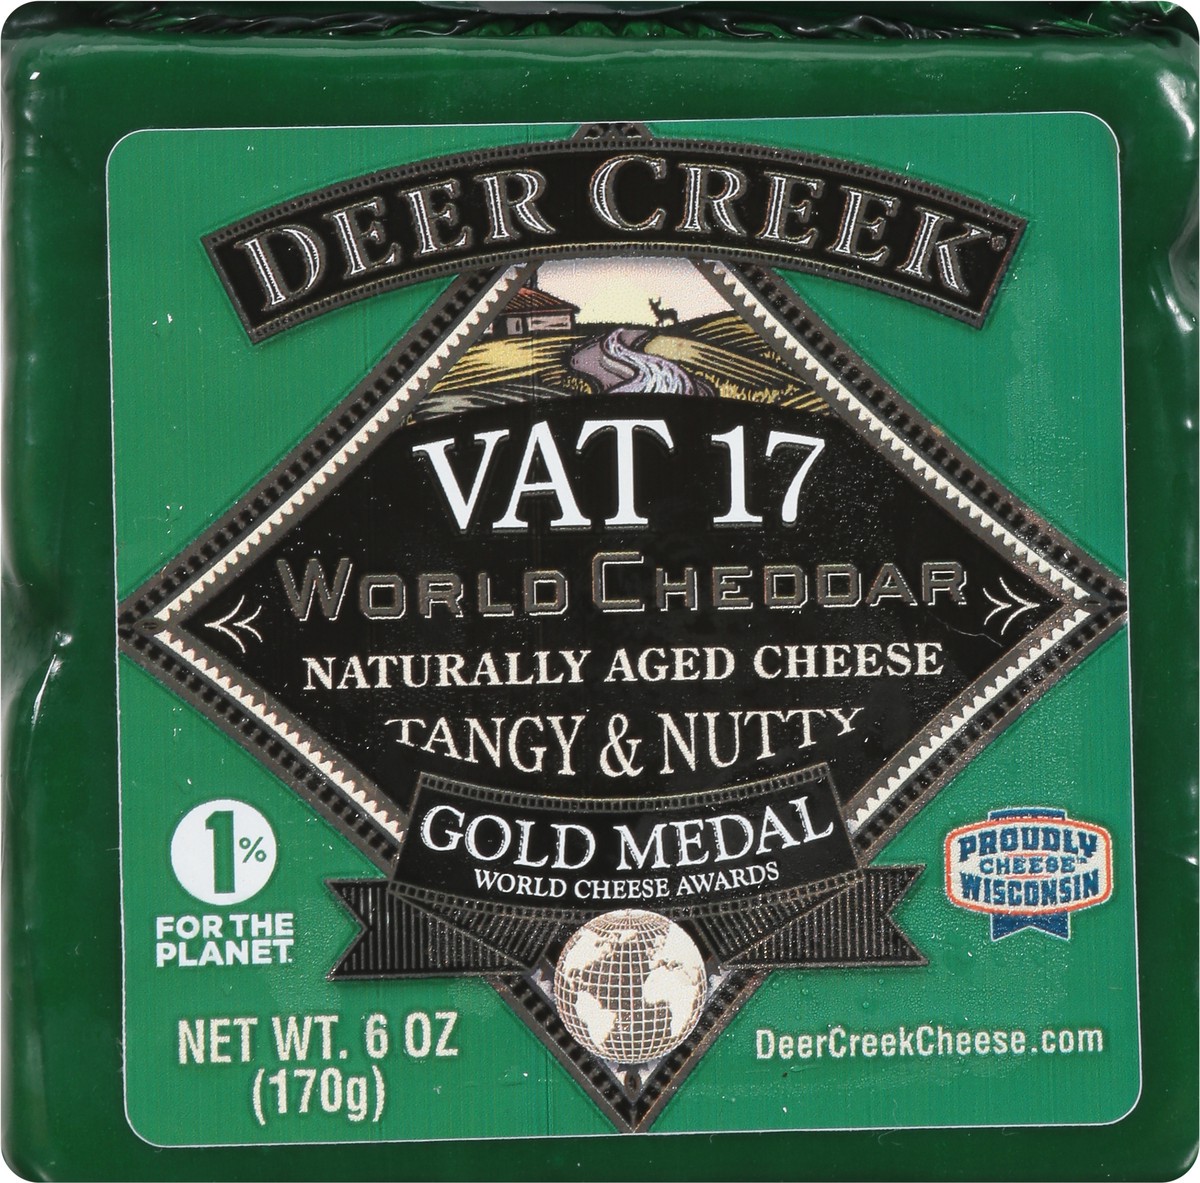 DEER CREEK®
VAT 17
WORLD CHEDDAR
NATURALLY AGED CHEESE
TANGY & NUTTY
GOLD MEDAL
WORLD CHEESE AWARDS
1%
FOR THE
PLANET
PROUDLY
CHEESE™
WISCONSIN
NET WT. 6 OZ
(170g)
DeerCreekCheese.com